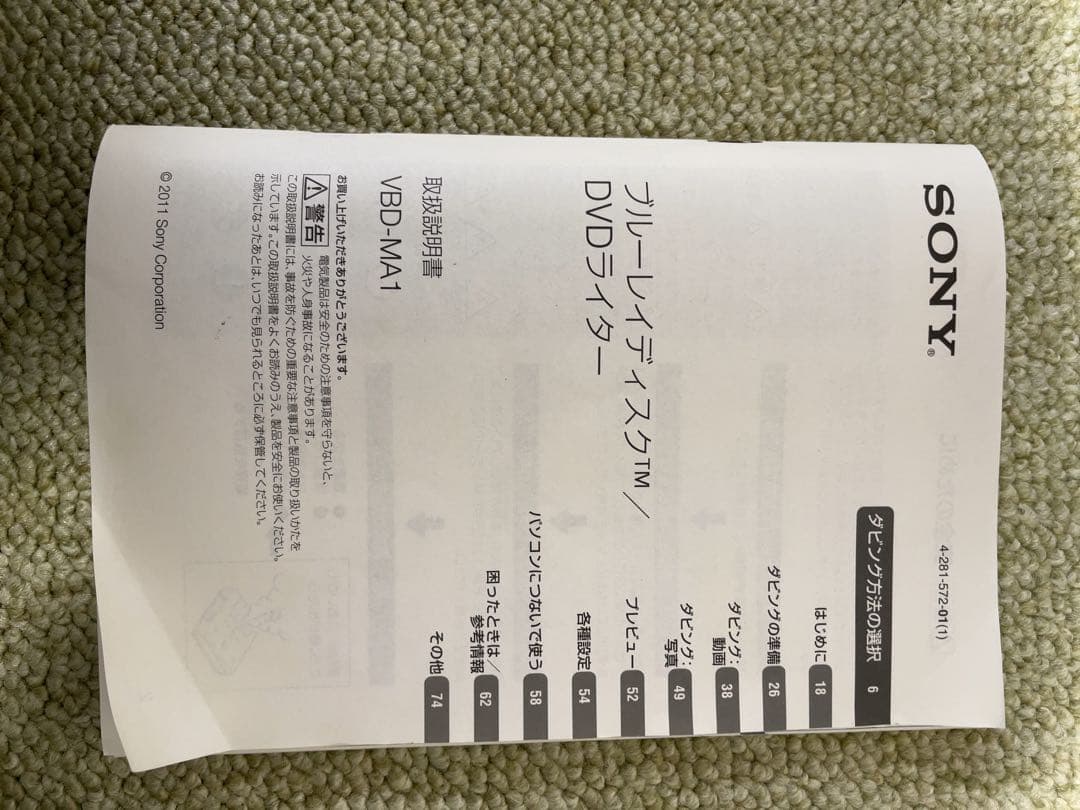 4-281-572-01(1)
SONY®
ブルーレイディスク™／
DVDライター
取扱説明書
VBD-MA1
お買い上げいただきありがとうございます。
警告
電気製品は安全のための注意事項を守らないと、
火災や人身事故になることがあります。
この取扱説明書には、事故を防ぐための重要な注意事項と製品の取り扱いかたを
示しています。この取扱説明書をよくお読みのうえ、製品を安全にお使いください。
お読みになったあとは、いつでも見られるところに必ず保管してください。
© 2011 Sony Corporation
ダビング方法の選択 6
はじめに 18
ダビングの準備 26
ダビング：
動画 38
ダビング：
写真 49
プレビュー 52
各種設定 54
パソコンにつないで使う 58
困ったときは／
参考情報 62
その他 74